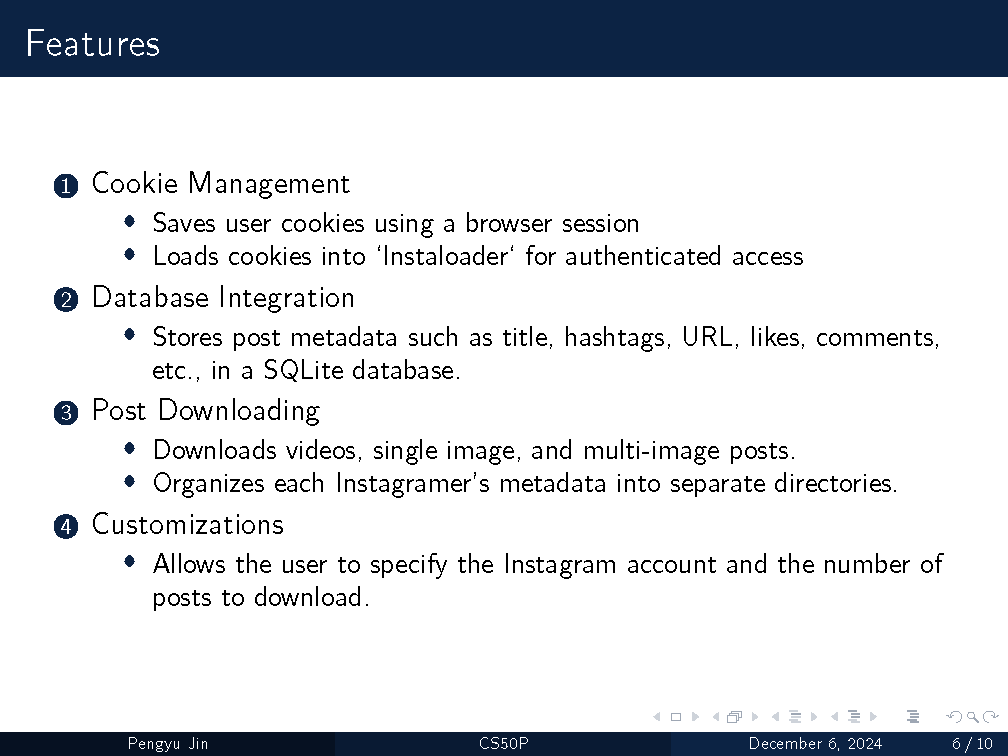 Features
1 Cookie Management
• Saves user cookies using a browser session
• Loads cookies into ‘Instaloader‘ for authenticated access
2 Database Integration
• Stores post metadata such as title, hashtags, URL, likes, comments,
etc., in a SQLite database.
3 Post Downloading
• Downloads videos, single image, and multi-image posts.
• Organizes each Instagramer’s metadata into separate directories.
4 Customizations
• Allows the user to specify the Instagram account and the number of
posts to download.
Pengyu Jin CS50P December 6, 2024 6 / 10